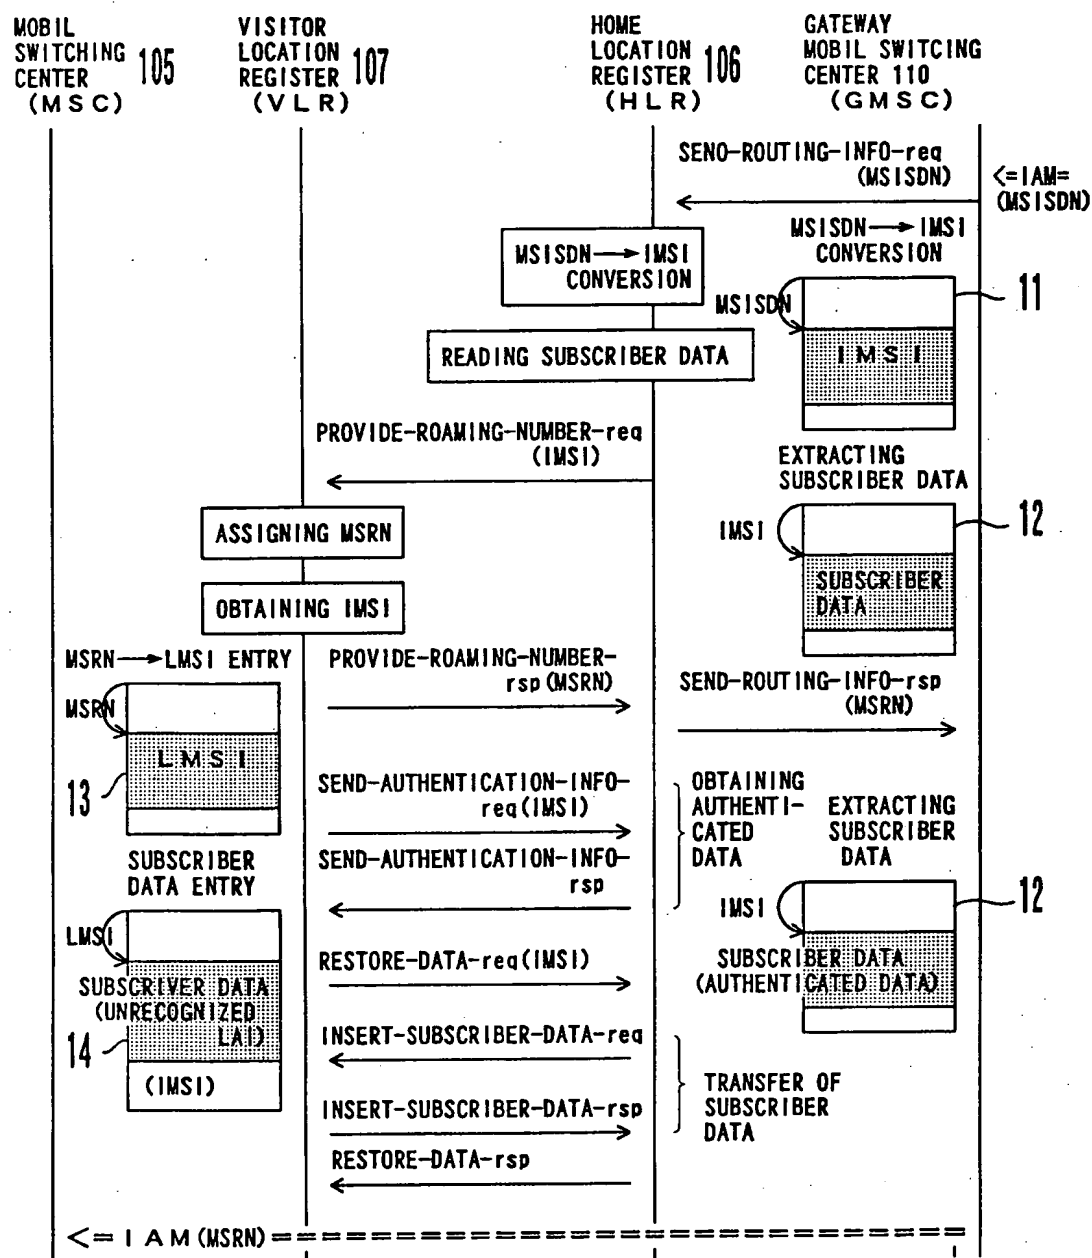 MOBIL
SWITCHING
CENTER 105
(MSC)
VISITOR
LOCATION
REGISTER 107
(VLR)
HOME
LOCATION
REGISTER 106
(HLR)
GATEWAY
MOBIL SWITCING
CENTER 110
(GMSC)
SENO-ROUTING-INFO-req
(MSISDN)
<=IAM=
(MSISDN)
MSISDN→IMSI
CONVERSION
MSISDN→IMSI
CONVERSION
11
MSISDN
IMSI
READING SUBSCRIBER DATA
PROVIDE-ROAMING-NUMBER-req
(IMSI)
EXTRACTING
SUBSCRIBER DATA
12
IMSI
SUBSCRIBER
DATA
ASSIGNING MSRN
OBTAINING IMSI
MSRN→LMSI ENTRY
MSRN
LMSI
13
PROVIDE-ROAMING-NUMBER-
rsp(MSRN)
SEND-ROUTING-INFO-rsp
(MSRN)
SEND-AUTHENTICATION-INFO-
req(IMSI)
OBTAINING
AUTHENTI-
CATED
DATA
EXTRACTING
SUBSCRIBER
DATA
SEND-AUTHENTICATION-INFO-
rsp
12
IMSI
SUBSCRIBER DATA
(AUTHENTICATED DATA)
SUBSCRIBER
DATA ENTRY
LMSI
SUBSCRIVER DATA
(UNRECOGNIZED
LAI)
14
(IMSI)
RESTORE-DATA-req(IMSI)
INSERT-SUBSCRIBER-DATA-req
INSERT-SUBSCRIBER-DATA-rsp
TRANSFER OF
SUBSCRIBER
DATA
RESTORE-DATA-rsp
<= IAM(MSRN) = = = = = = = = = = = = = = = = = = = = = = = = =